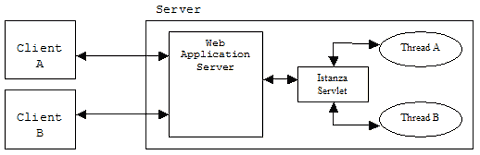 Server
Client
A
Web
Application
Server
Istanza
Servlet
Thread A
Client
B
Thread B